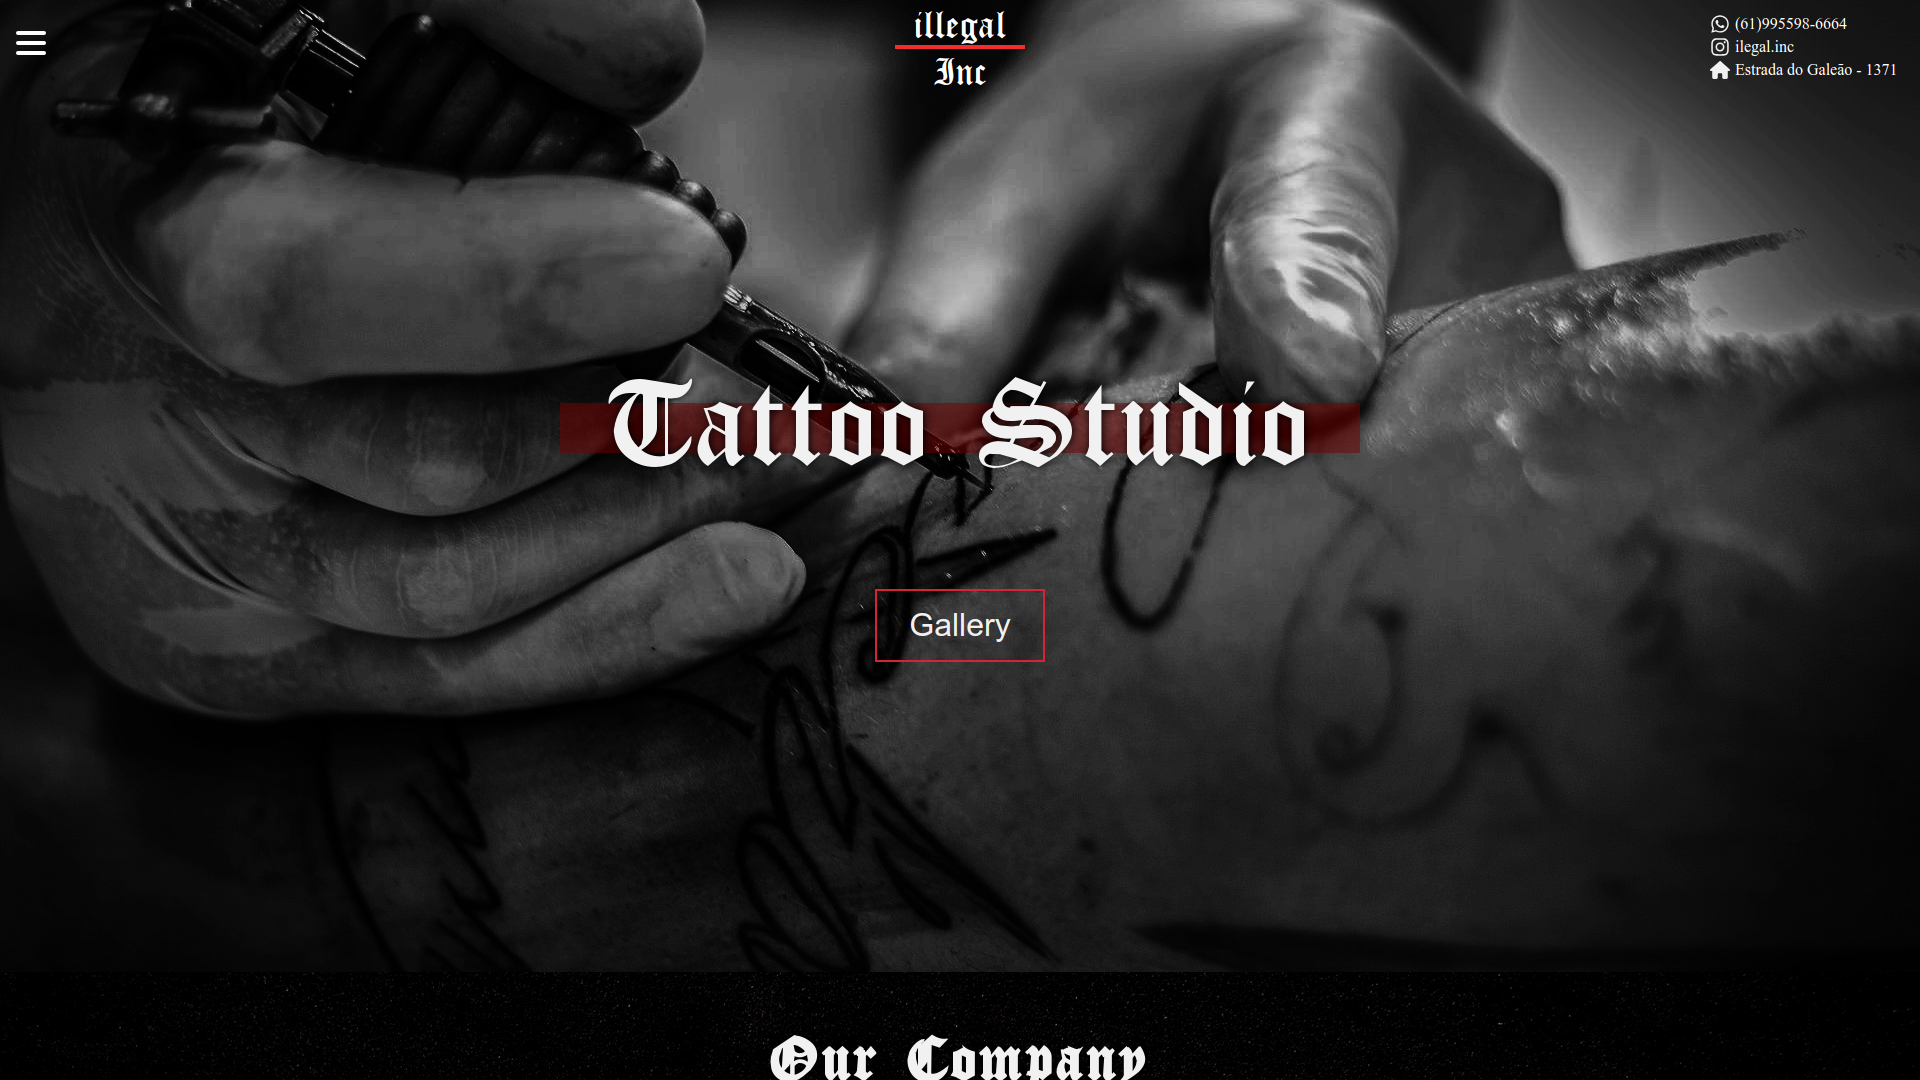 illegal
Inc
(61)995598-6664
ilegal.inc
Estrada do Galeão - 1371
Tattoo Studio
Gallery
Our Company